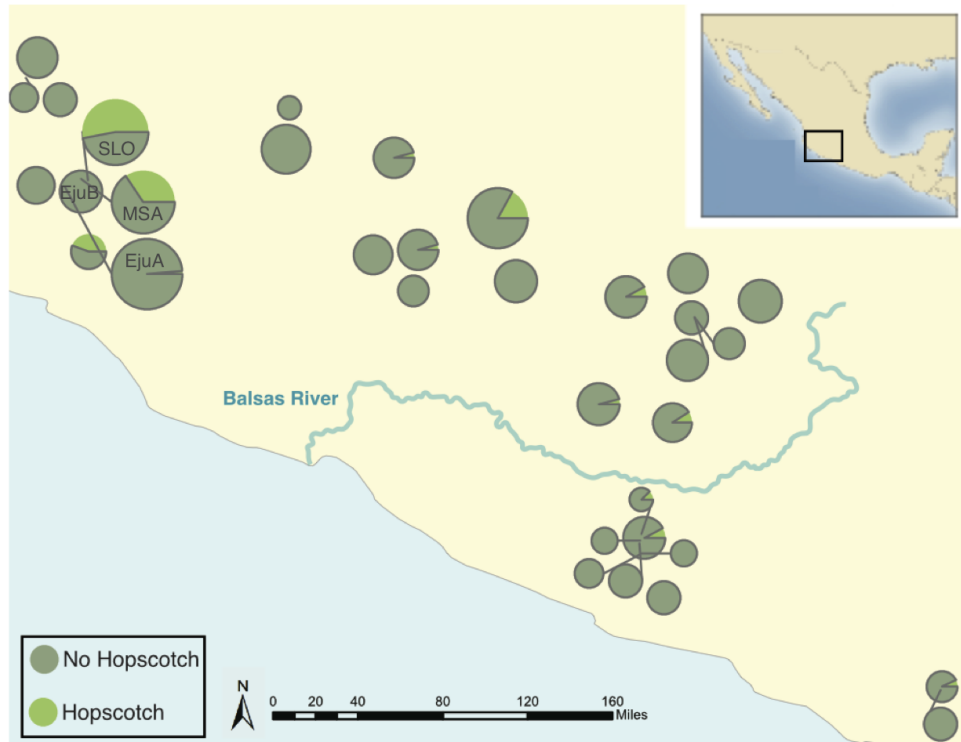 SLO
EjuB
MSA
EjuA
Balsas River
No Hopscotch
Hopscotch
N
0 20 40 80 120 160
Miles